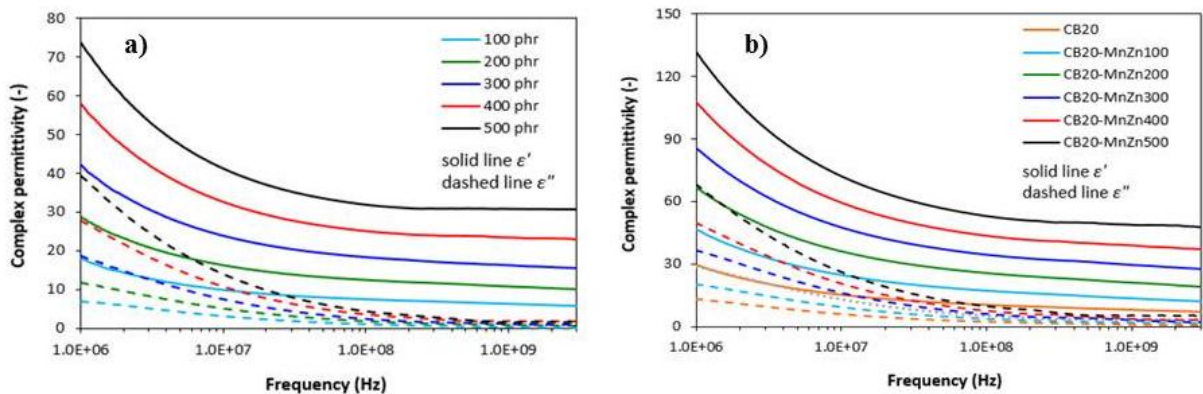 a)
Complex permittivity (-)
80
70
60
50
40
30
20
10
0
100 phr
200 phr
300 phr
400 phr
500 phr
solid line ε′
dashed line ε″
1.0E+06
1.0E+07
1.0E+08
1.0E+09
Frequency (Hz)
b)
Complex permittiviky (-)
150
120
90
60
30
0
CB20
CB20-MnZn100
CB20-MnZn200
CB20-MnZn300
CB20-MnZn400
CB20-MnZn500
solid line ε′
dashed line ε″
1.0E+06
1.0E+07
1.0E+08
1.0E+09
Frequency (Hz)